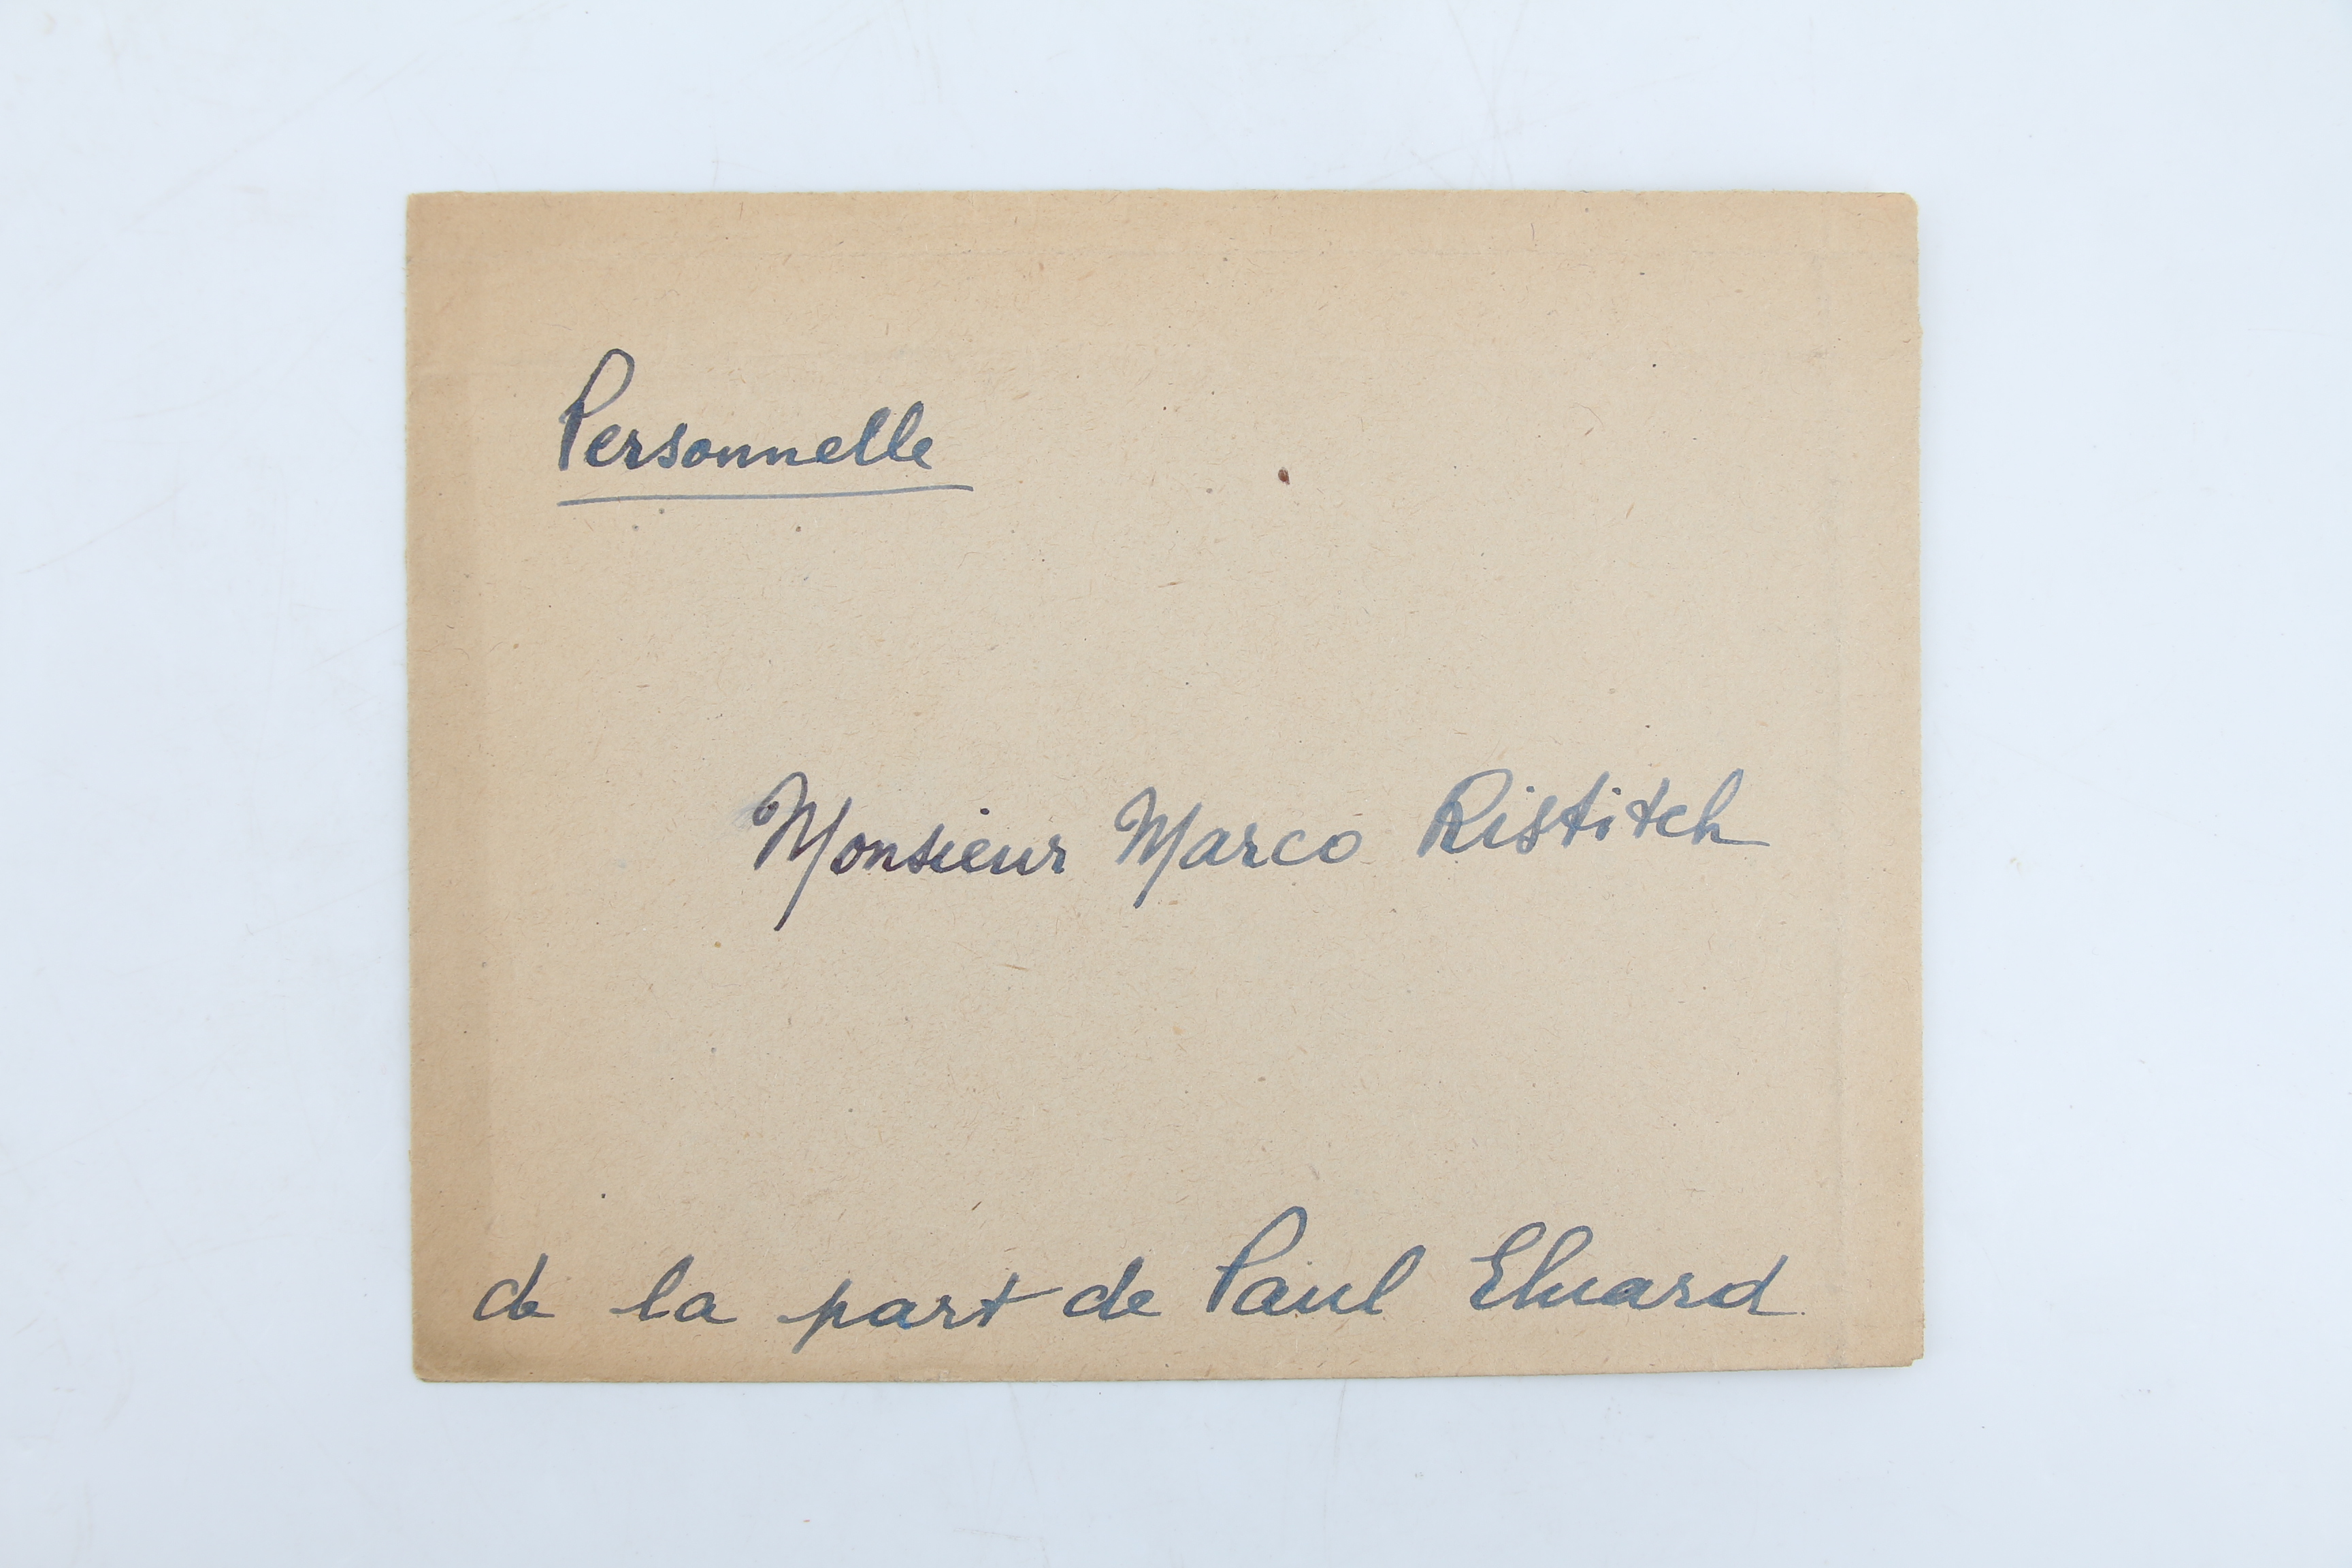 Personnelle
Monsieur Marco Ristitch
de la part de Paul Eluard